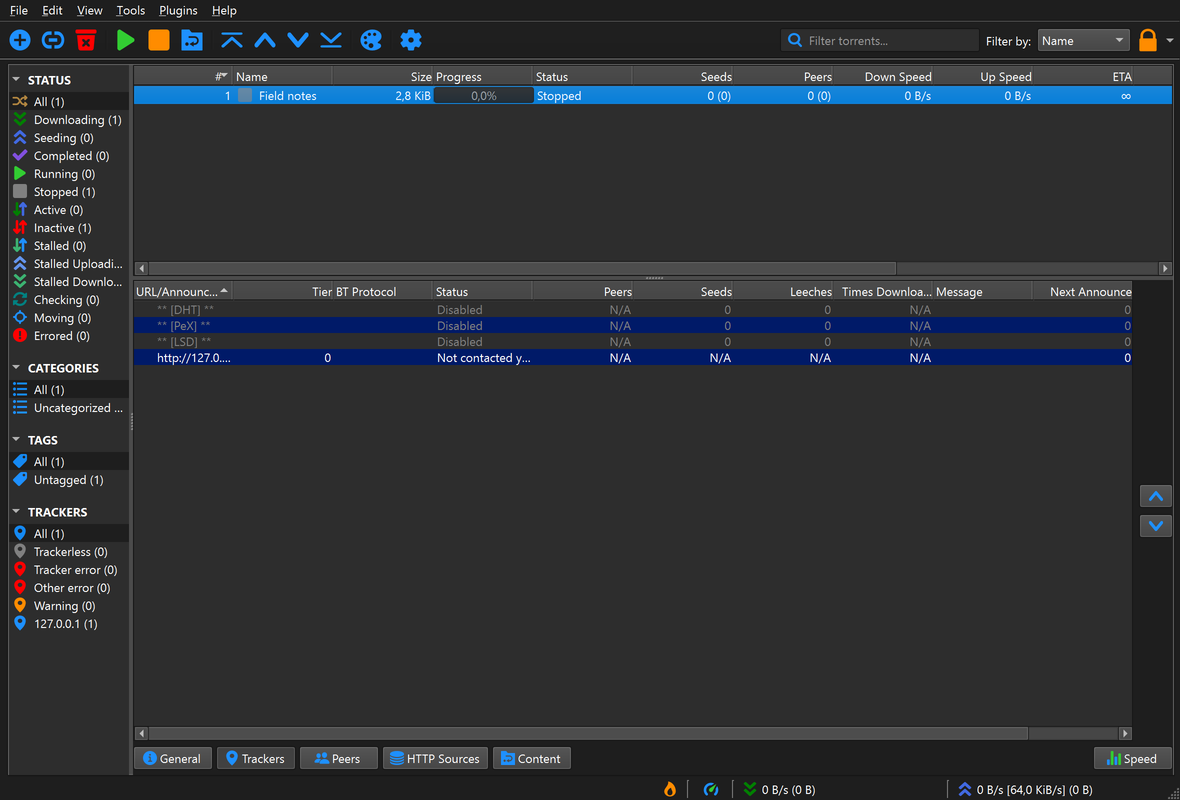 File Edit View Tools Plugins Help
Filter torrents... Filter by: Name
STATUS
All (1)
Downloading (1)
Seeding (0)
Completed (0)
Running (0)
Stopped (1)
Active (0)
Inactive (1)
Stalled (0)
Stalled Uploadi...
Stalled Downlo...
Checking (0)
Moving (0)
Errored (0)
CATEGORIES
All (1)
Uncategorized ...
TAGS
All (1)
Untagged (1)
TRACKERS
All (1)
Trackerless (0)
Tracker error (0)
Other error (0)
Warning (0)
127.0.0.1 (1)
# Name Size Progress Status Seeds Peers Down Speed Up Speed ETA
1 Field notes 2,8 KiB 0,0% Stopped 0 (0) 0 (0) 0 B/s 0 B/s ∞
URL/Announc... Tier BT Protocol Status Peers Seeds Leeches Times Downloa... Message Next Announce
** [DHT] ** Disabled N/A 0 0 N/A 0
** [PeX] ** Disabled N/A 0 0 N/A 0
** [LSD] ** Disabled N/A 0 0 N/A 0
http://127.0.... 0 Not contacted y... N/A N/A N/A N/A 0
General Trackers Peers HTTP Sources Content Speed
0 B/s (0 B) 0 B/s [64,0 KiB/s] (0 B)